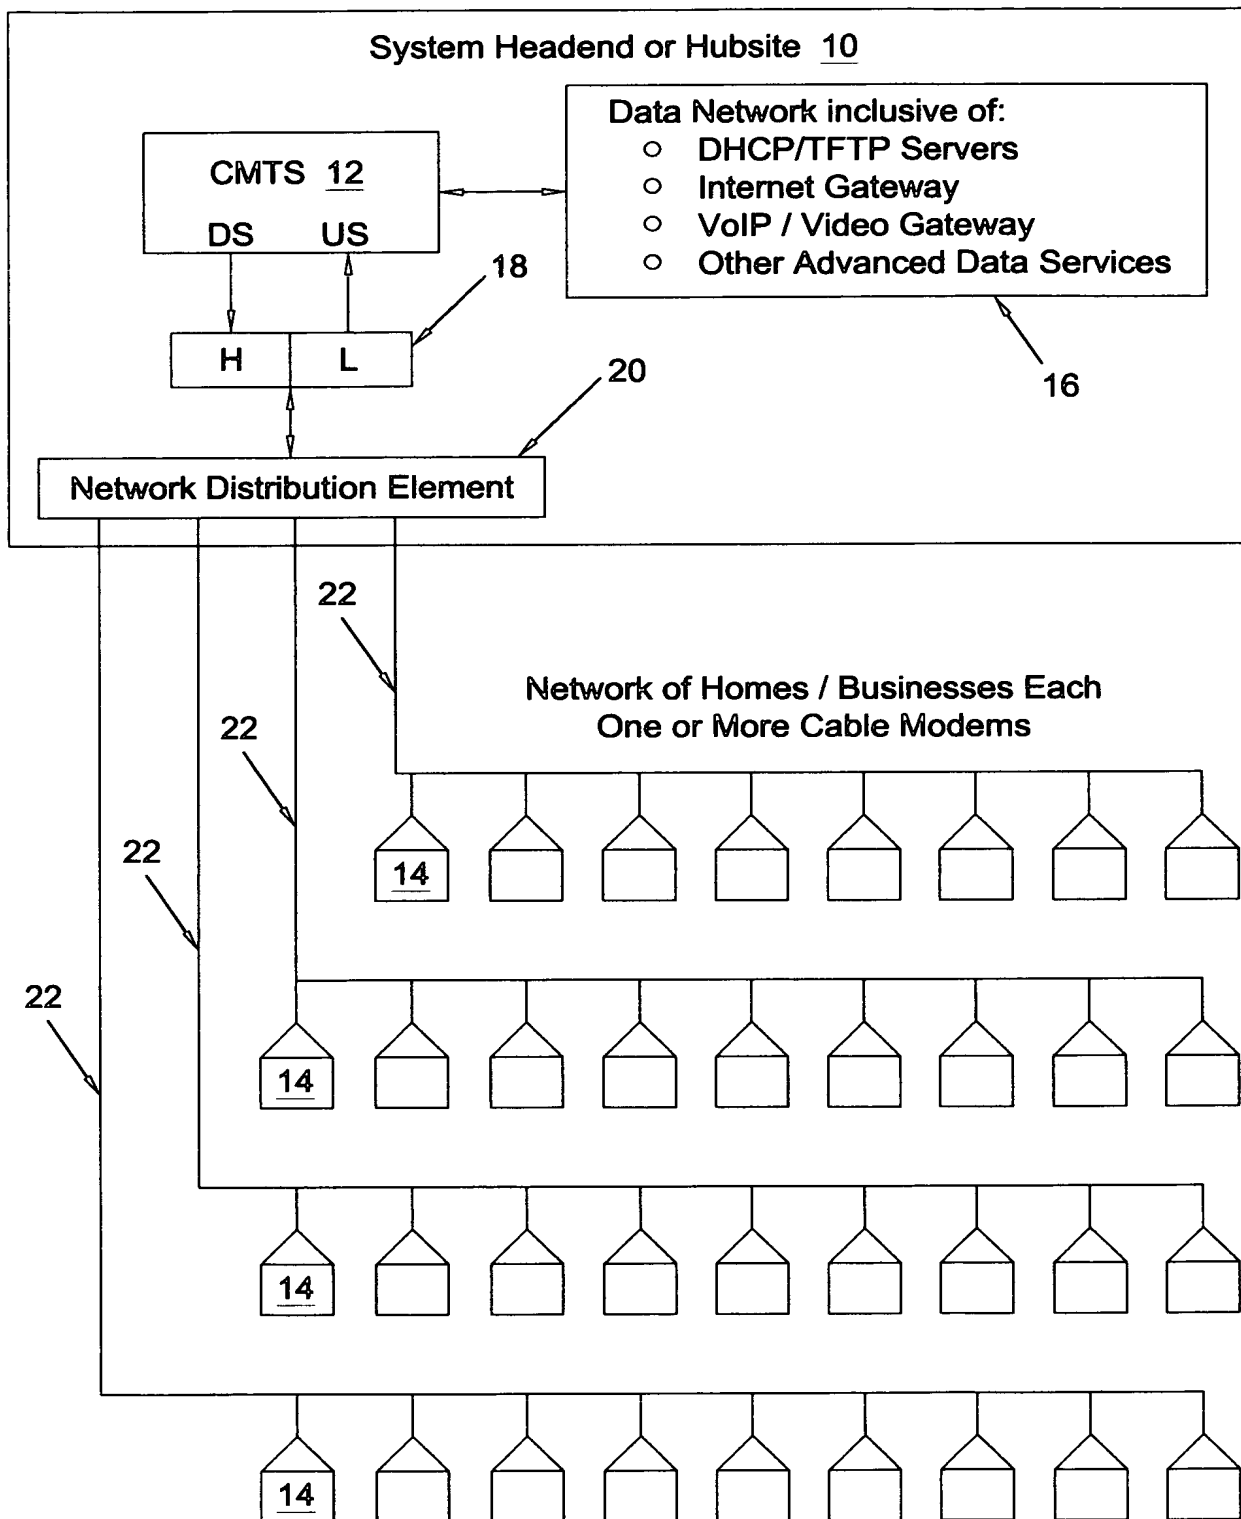 System Headend or Hubsite 10
Data Network inclusive of:
○ DHCP/TFTP Servers
○ Internet Gateway
○ VoIP / Video Gateway
○ Other Advanced Data Services
CMTS 12
DS US
18
H L
16
20
Network Distribution Element
22
Network of Homes / Businesses Each
One or More Cable Modems
22
22
14
22
14
14
14